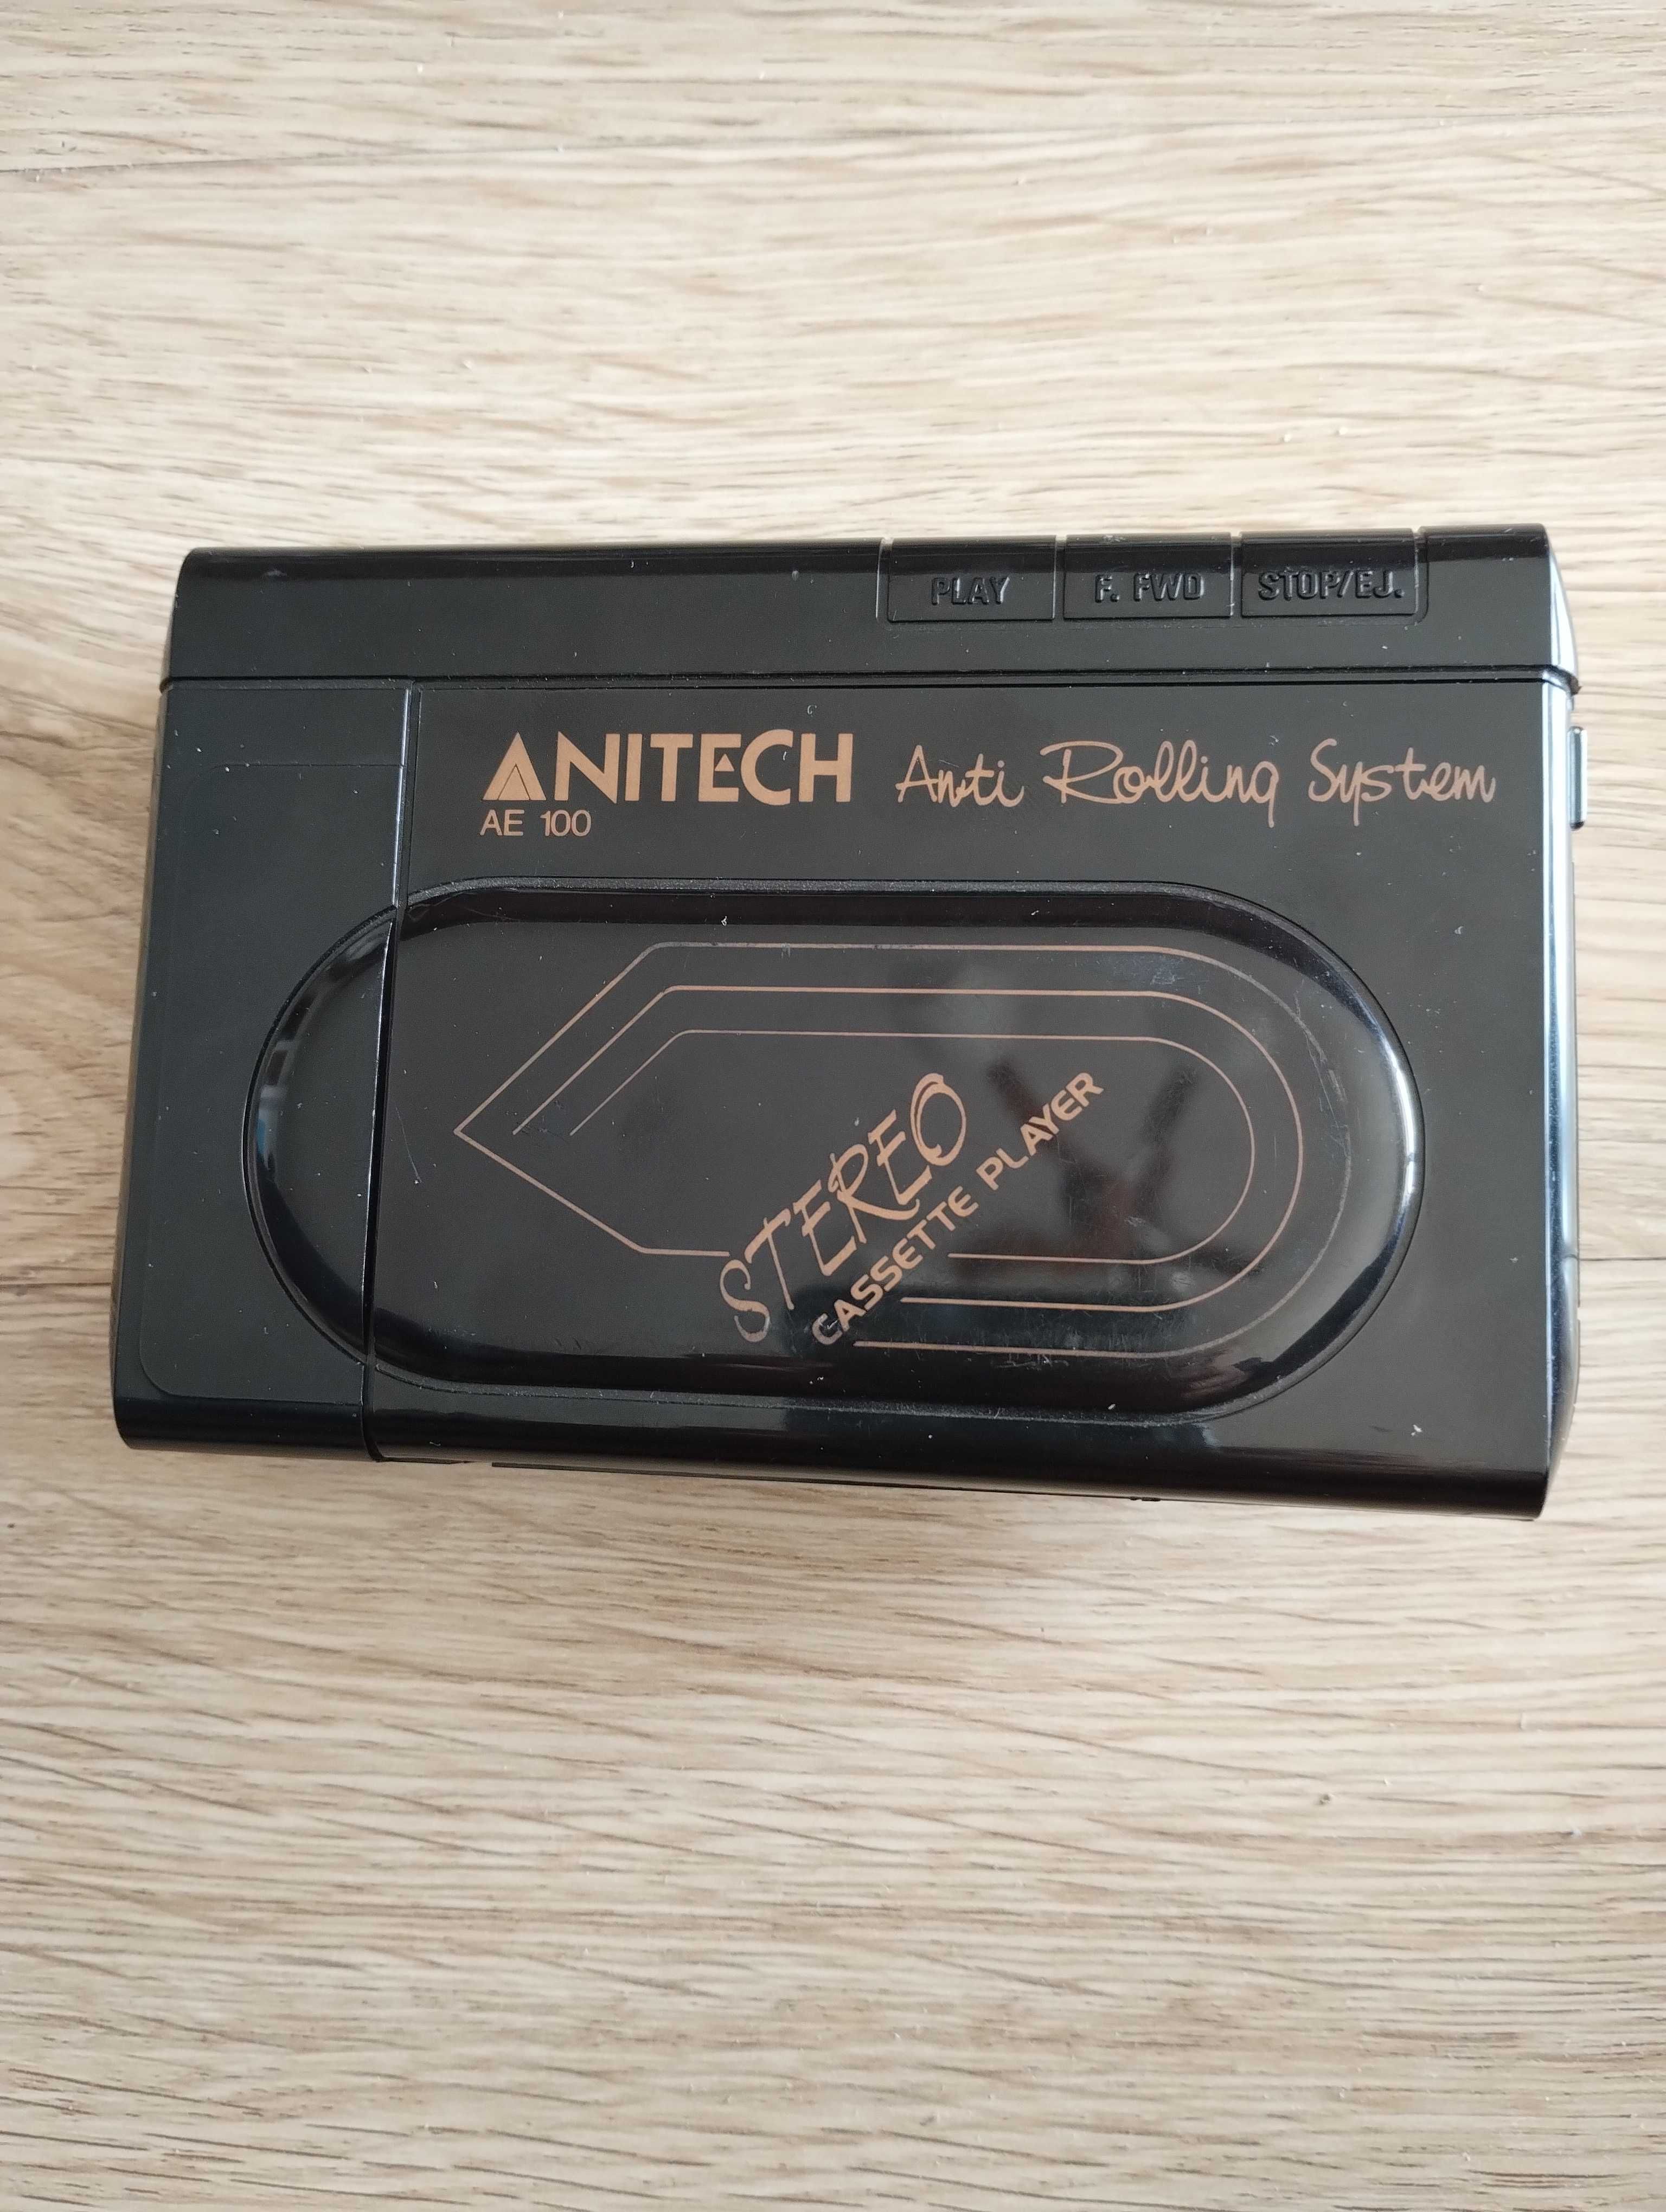 PLAY F. FWD STOP/EJ.
ANITECH Anti Rolling System
AE 100
STEREO
CASSETTE PLAYER